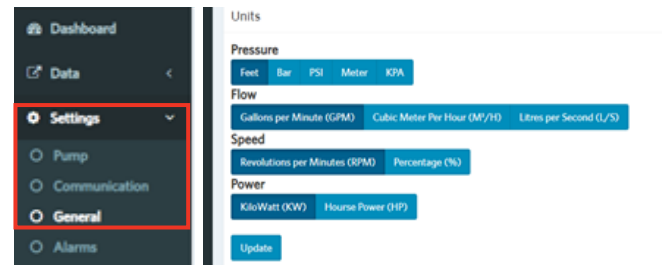 Dashboard
Data
Settings
Pump
Communication
General
Alarms
Units
Pressure
Feet Bar PSI Meter KPA
Flow
Gallons per Minute (GPM) Cubic Meter Per Hour (M³/H) Litres per Second (L/S)
Speed
Revolutions per Minutes (RPM) Percentage (%)
Power
KiloWatt (KW) Hourse Power (HP)
Update